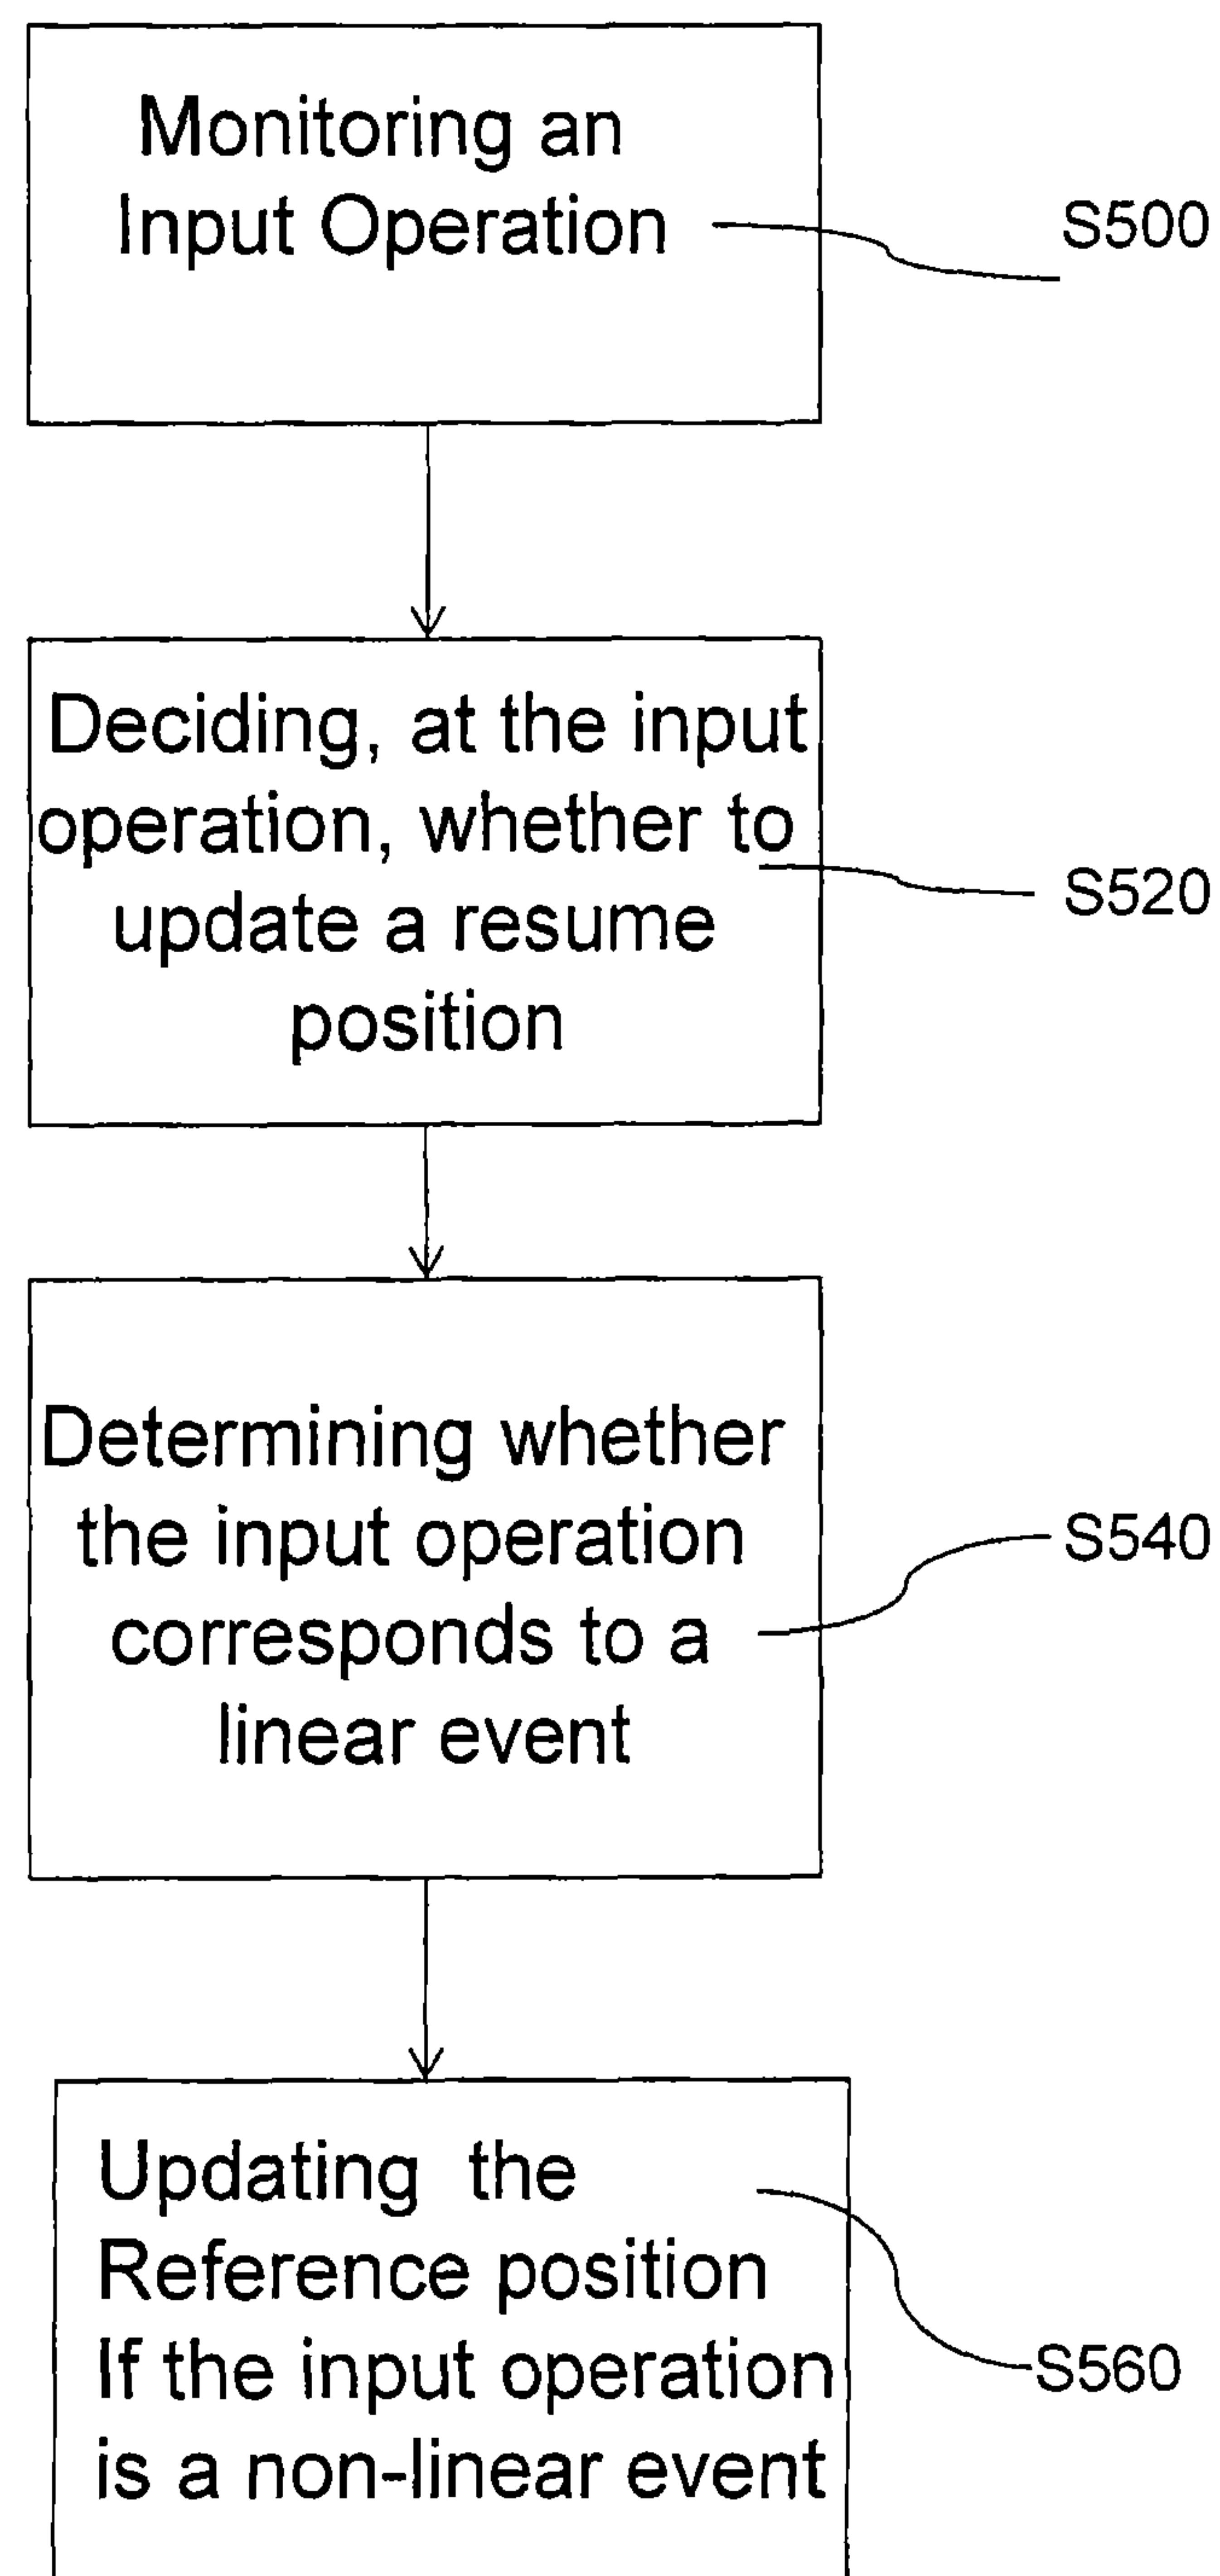 Monitoring an
Input Operation
S500
Deciding, at the input
operation, whether to
update a resume
position
S520
Determining whether
the input operation
corresponds to a
linear event
S540
Updating the
Reference position
If the input operation
is a non-linear event
S560